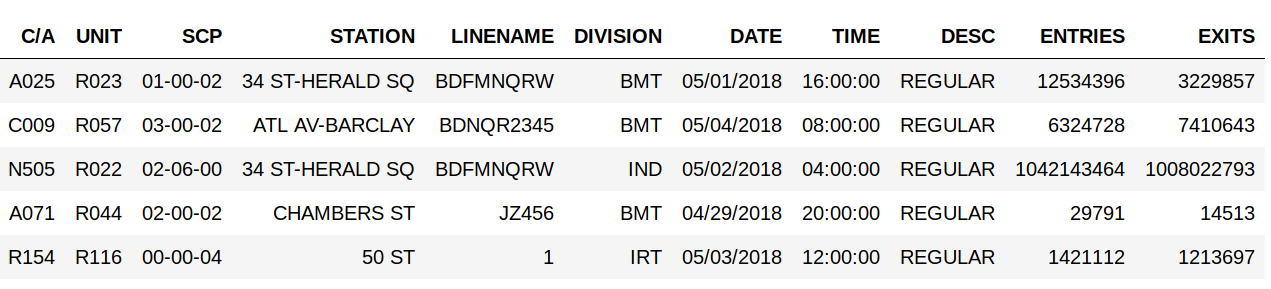 C/A UNIT SCP STATION LINENAME DIVISION DATE TIME DESC ENTRIES EXITS
A025 R023 01-00-02 34 ST-HERALD SQ BDFMNQRW BMT 05/01/2018 16:00:00 REGULAR 12534396 3229857
C009 R057 03-00-02 ATL AV-BARCLAY BDNQR2345 BMT 05/04/2018 08:00:00 REGULAR 6324728 7410643
N505 R022 02-06-00 34 ST-HERALD SQ BDFMNQRW IND 05/02/2018 04:00:00 REGULAR 1042143464 1008022793
A071 R044 02-00-02 CHAMBERS ST JZ456 BMT 04/29/2018 20:00:00 REGULAR 29791 14513
R154 R116 00-00-04 50 ST 1 IRT 05/03/2018 12:00:00 REGULAR 1421112 1213697